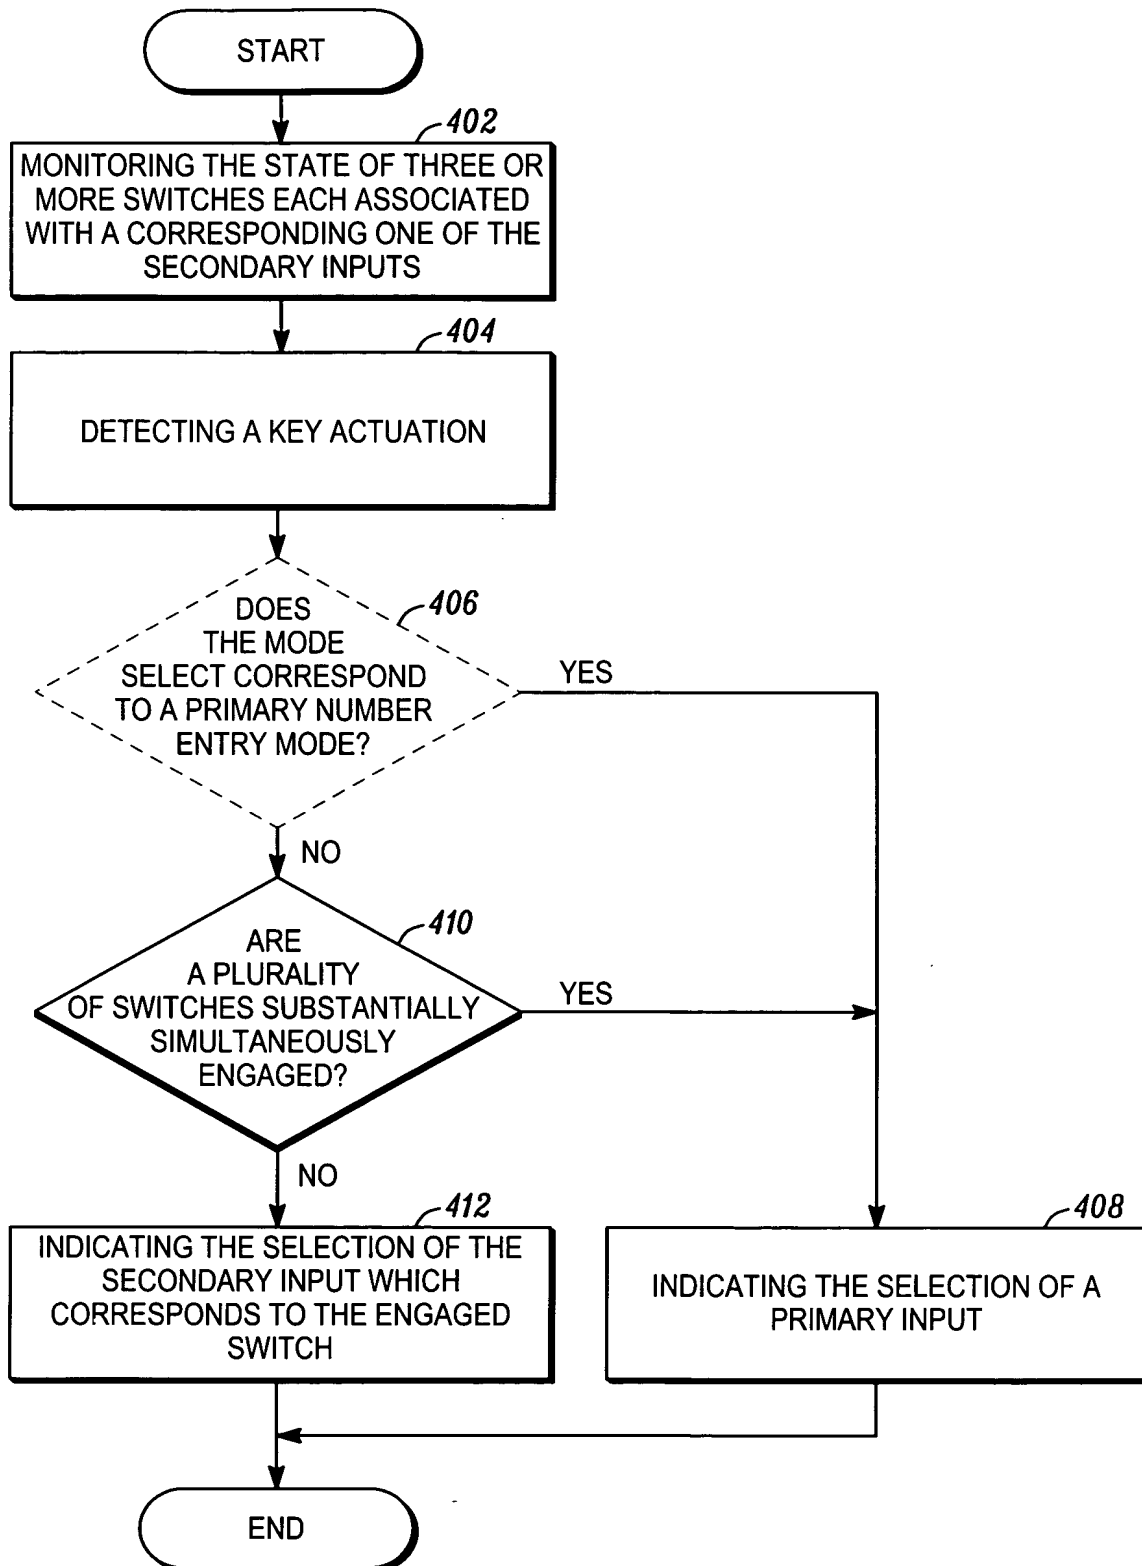 START
402
MONITORING THE STATE OF THREE OR
MORE SWITCHES EACH ASSOCIATED
WITH A CORRESPONDING ONE OF THE
SECONDARY INPUTS
404
DETECTING A KEY ACTUATION
406
DOES
THE MODE
SELECT CORRESPOND
TO A PRIMARY NUMBER
ENTRY MODE?
YES
NO
410
ARE
A PLURALITY
OF SWITCHES SUBSTANTIALLY
SIMULTANEOUSLY
ENGAGED?
YES
NO
412
INDICATING THE SELECTION OF THE
SECONDARY INPUT WHICH
CORRESPONDS TO THE ENGAGED
SWITCH
408
INDICATING THE SELECTION OF A
PRIMARY INPUT
END